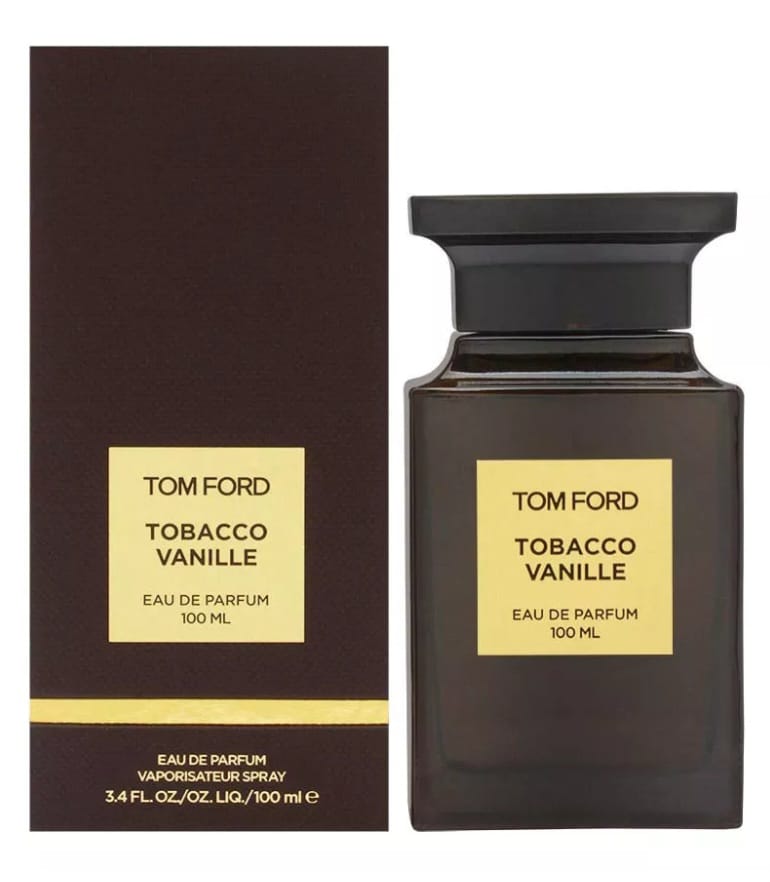 TOM FORD
TOBACCO
VANILLE
EAU DE PARFUM
100 ML
EAU DE PARFUM
VAPORISATEUR SPRAY
3.4 FL. OZ./OZ. LIQ./100 ml ℮
TOM FORD
TOBACCO
VANILLE
EAU DE PARFUM
100 ML